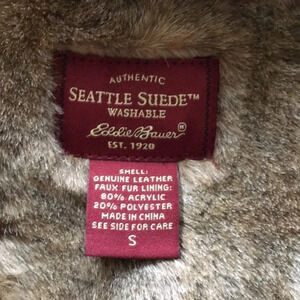 AUTHENTIC
SEATTLE SUEDE™
WASHABLE
Eddie Bauer®
EST. 1920
SHELL:
GENUINE LEATHER
FAUX FUR LINING:
80% ACRYLIC
20% POLYESTER
MADE IN CHINA
SEE SIDE FOR CARE
S